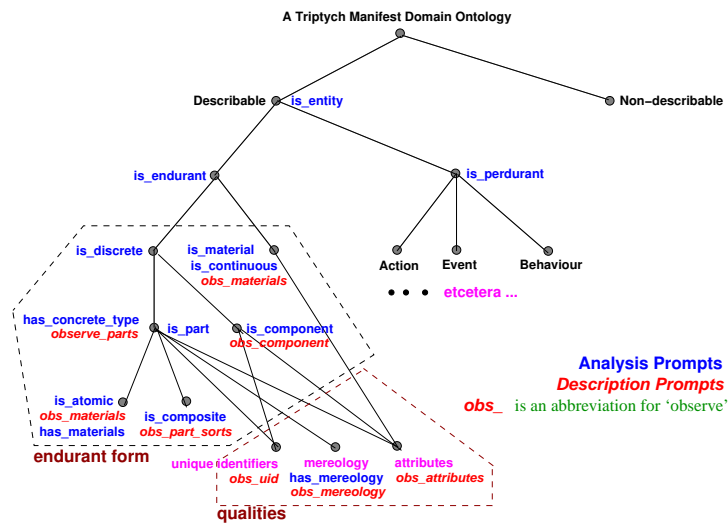 A Triptych Manifest Domain Ontology
Describable
is_entity
Non-describable
is_endurant
is_perdurant
is_discrete
is_material
is_continuous
obs_materials
Action
Event
Behaviour
• • • etcetera ...
has_concrete_type
observe_parts
is_part
is_component
obs_component
Analysis Prompts
Description Prompts
obs_ is an abbreviation for 'observe'
is_atomic
obs_materials
has_materials
is_composite
obs_part_sorts
endurant form
unique identifiers
obs_uid
mereology
has_mereology
obs_mereology
attributes
obs_attributes
qualities